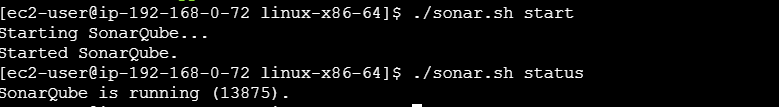 [ec2-user@ip-192-168-0-72 linux-x86-64]$ ./sonar.sh start
Starting SonarQube...
Started SonarQube.
[ec2-user@ip-192-168-0-72 linux-x86-64]$ ./sonar.sh status
SonarQube is running (13875).